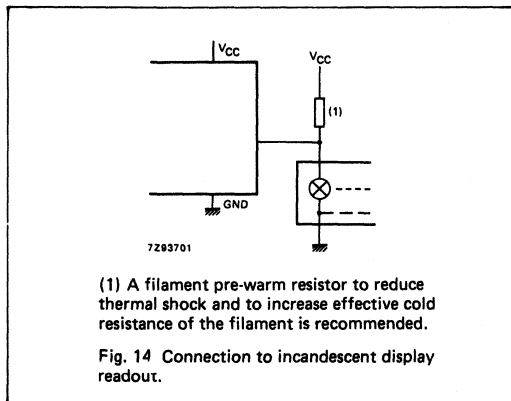 VCC
VCC
(1)
GND
7Z93701
(1) A filament pre-warm resistor to reduce
thermal shock and to increase effective cold
resistance of the filament is recommended.
Fig. 14 Connection to incandescent display
readout.